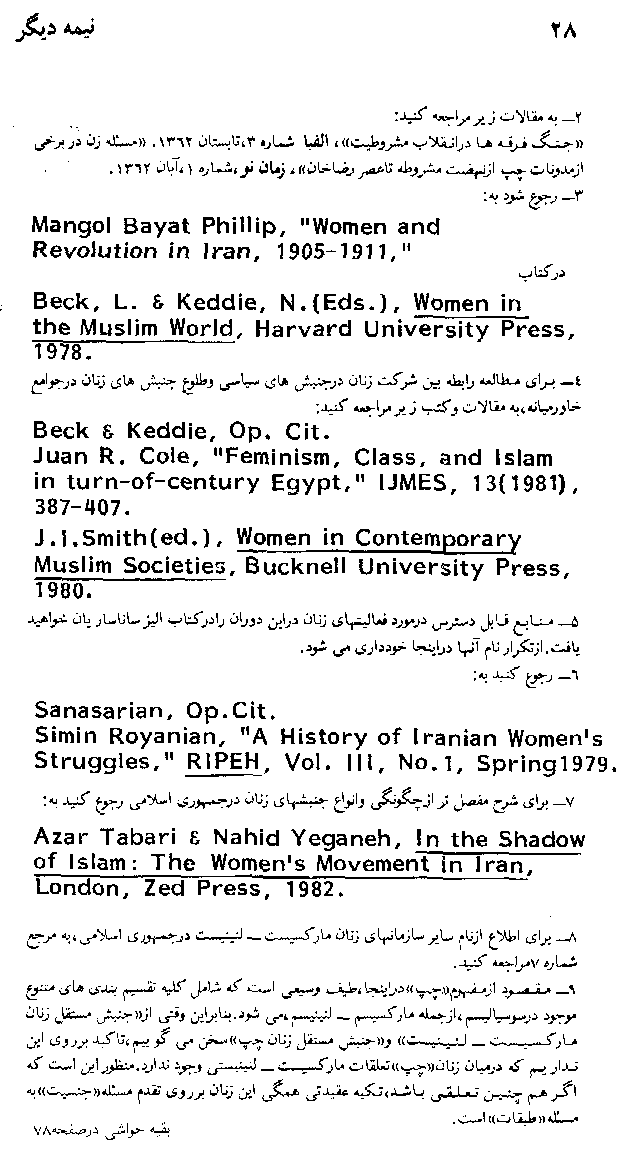 نیمه دیگر ۲۸
۲ــ به مقالات زیر مراجعه کنید:
«جنگ فرقه ها درانقلاب مشروطیت»، الفبا شماره ۳،تابستان ۱۳۶۲. «مسئله زن در برخی
ازمدونات چپ ازنهضت مشروطه تاعصر رضاخان»، زمان نو،شماره ۱،آبان ۱۳۶۲.
۳ــ رجوع شود به:
Mangol Bayat Phillip, "Women and
Revolution in Iran, 1905-1911,"
درکتاب
Beck, L. & Keddie, N.(Eds.), Women in
the Muslim World, Harvard University Press,
1978.
۴ــ برای مطالعه رابطه بین شرکت زنان درجنبش های سیاسی وطلوع جنبش های زنان درجوامع
خاورمیانه،به مقالات وکتب زیرمراجعه کنید:
Beck & Keddie, Op. Cit.
Juan R. Cole, "Feminism, Class, and Islam
in turn-of-century Egypt," IJMES, 13(1981),
387-407.
J.I.Smith(ed.), Women in Contemporary
Muslim Societies, Bucknell University Press,
1980.
۵ــ منابع قابل دسترس درمورد فعالیتهای زنان دراین دوران رادرکتاب الیزساناساریان خواهید
یافت.ازتکرار نام آنها دراینجا خودداری می شود.
۶ــ رجوع کنید به:
Sanasarian, Op.Cit.
Simin Royanian, "A History of Iranian Women's
Struggles," RIPEH, Vol. III, No.1, Spring1979.
۷ــ برای شرح مفصل تر ازچگونگی وانواع جنبشهای زنان درجمهوری اسلامی رجوع کنید به:
Azar Tabari & Nahid Yeganeh, In the Shadow
of Islam: The Women's Movement in Iran,
London, Zed Press, 1982.
۸ــ برای اطلاع ازنام سایر سازمانهای زنان مارکسیست ــ لنینیست درجمهوری اسلامی،به مرجع
شماره ۷مراجعه کنید.
۹ــ مقصود ازمفهوم«چپ»دراینجا،طیف وسیعی است که شامل کلیه تقسیم بندی های متنوع
موجود درسوسیالیسم،ازجمله مارکسیسم ــ لنینیسم،می شود.بنابراین وقتی از«جنبش مستقل زنان
مارکسیست ــ لنینیست» و«جنبش مستقل زنان چپ»سخن می گوییم،تاکید برروی این
نداریم که درمیان زنان«چپ»تعلقات مارکسیست ــ لنینیستی وجود ندارد.منظوراین است که
اگر هم چنین تعلقی باشد،تکیه عقیدتی همگی این زنان برروی تقدم مسئله«جنسیت»به
مسئله«طبقات»است.
بقیه حواشی درصفحه۷۸